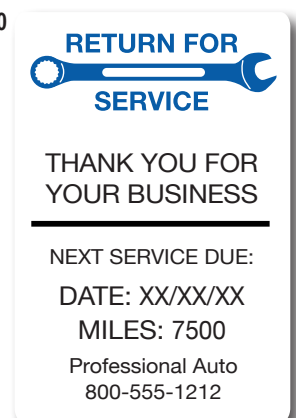 0
RETURN FOR
SERVICE
THANK YOU FOR
YOUR BUSINESS
NEXT SERVICE DUE:
DATE: XX/XX/XX
MILES: 7500
Professional Auto
800-555-1212